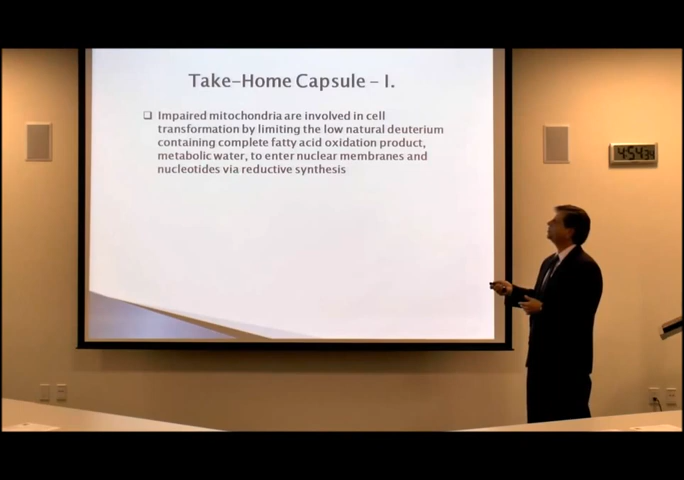 Take-Home Capsule – I.
Impaired mitochondria are involved in cell
transformation by limiting the low natural deuterium
containing complete fatty acid oxidation product,
metabolic water, to enter nuclear membranes and
nucleotides via reductive synthesis
4:54:34